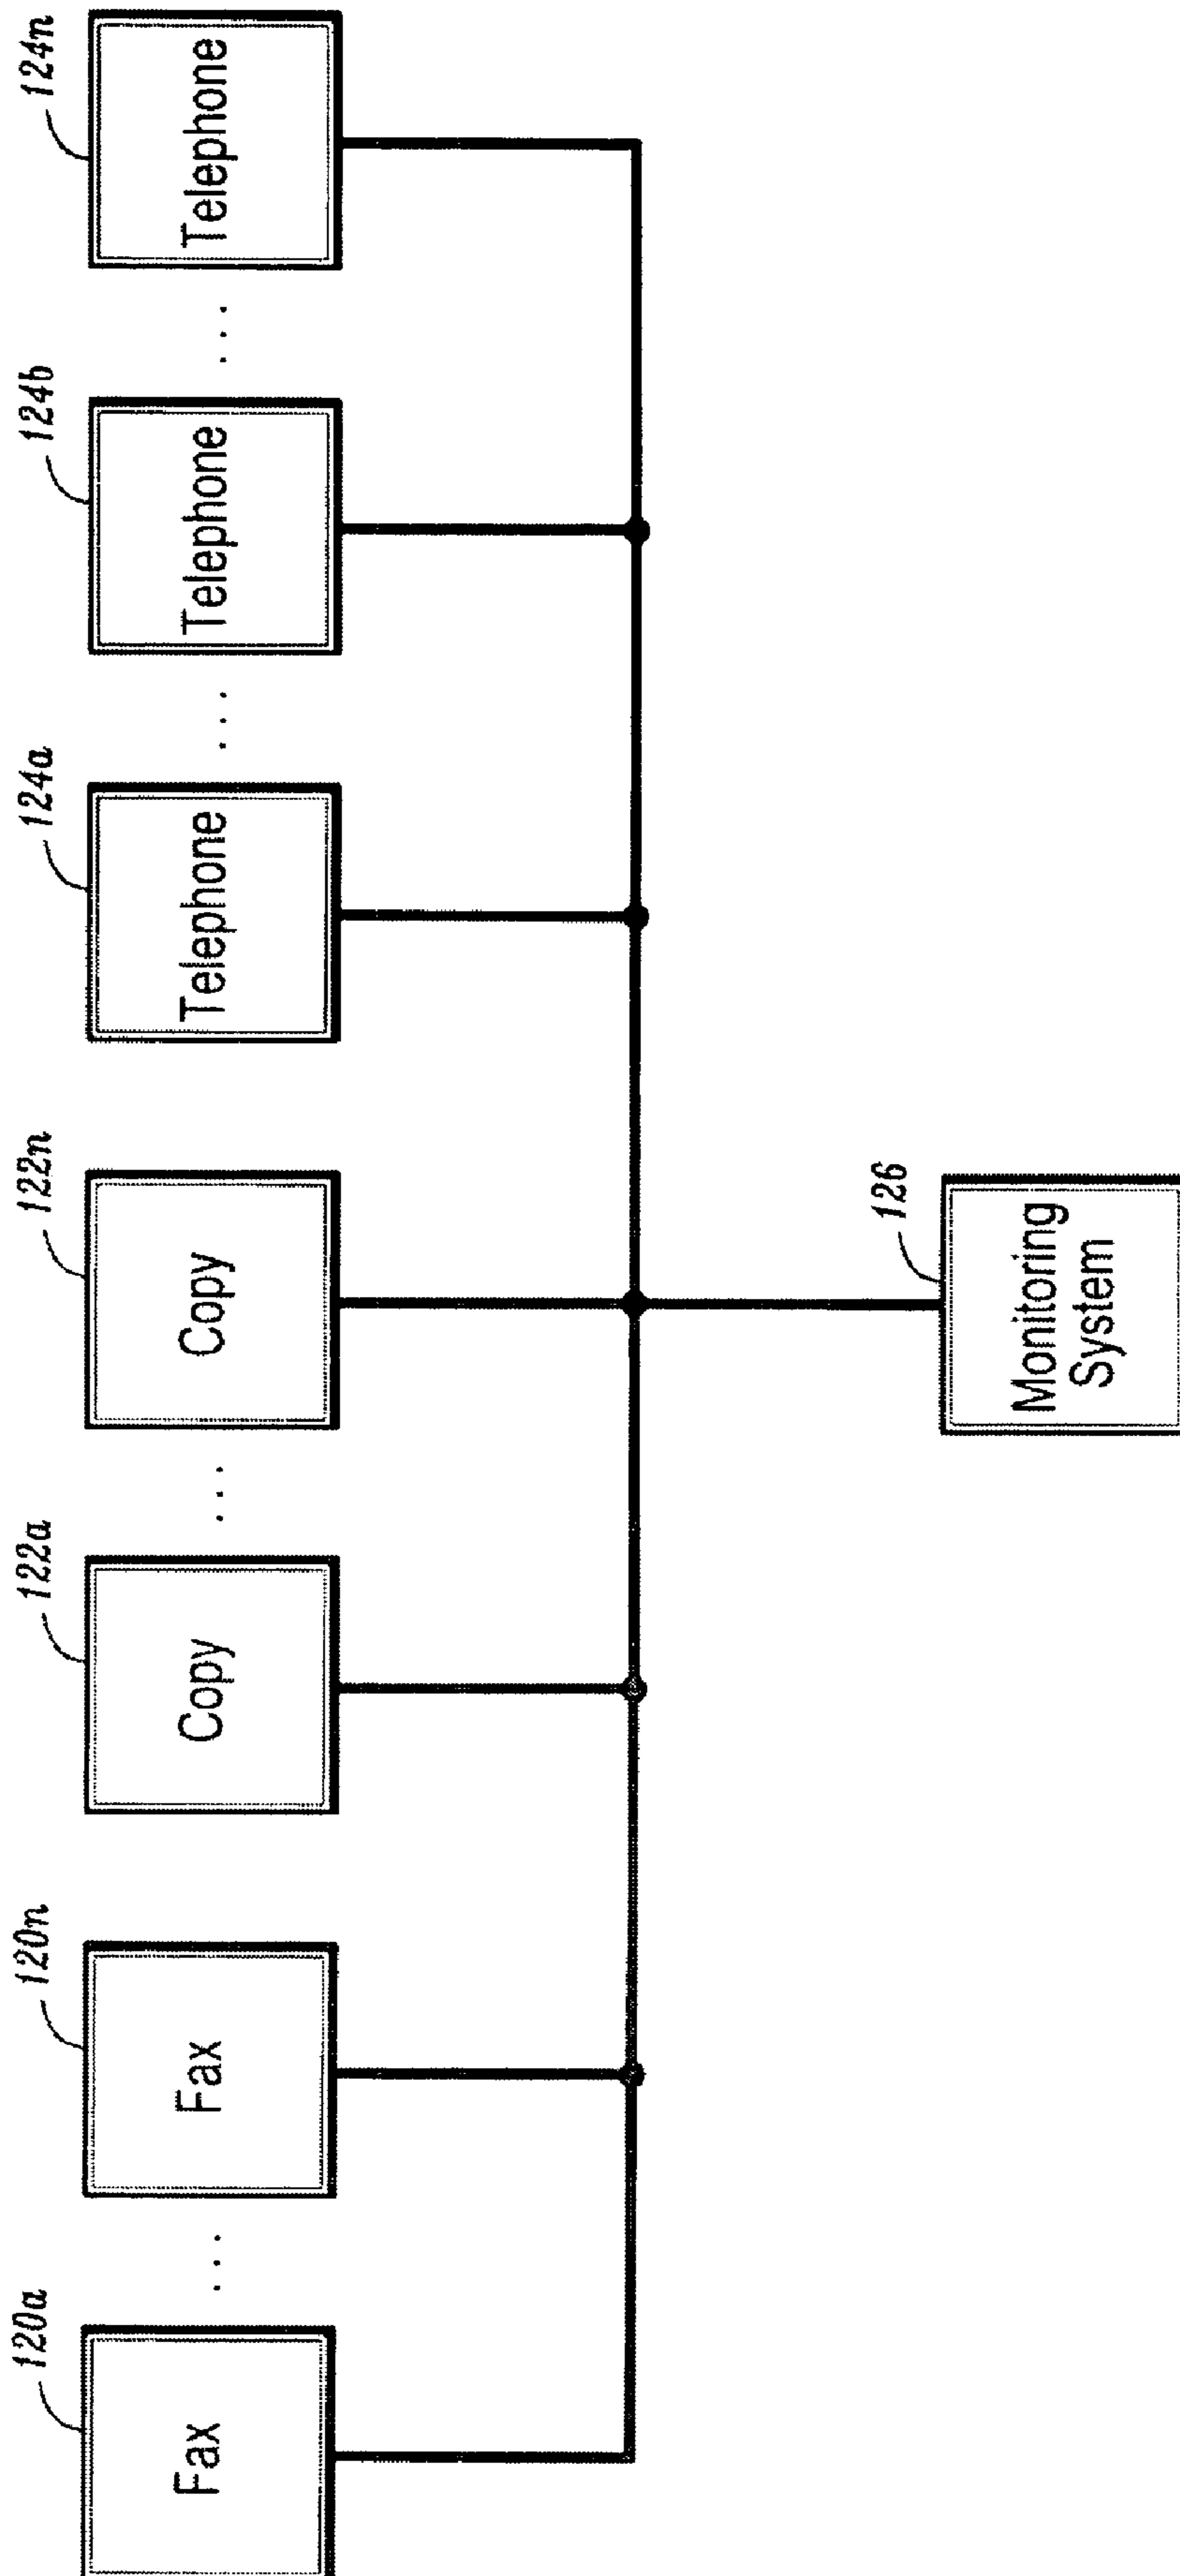 120a
120n
122a
122n
124a
124b
124n
Fax
...
Fax
Copy
...
Copy
Telephone
...
Telephone
...
Telephone
126
Monitoring
System